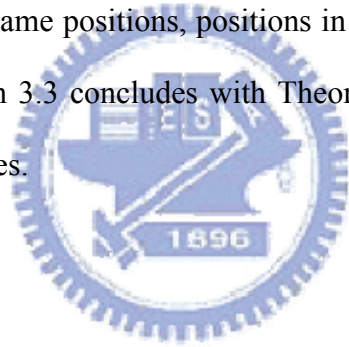 ame positions, positions in
n 3.3 concludes with Theor
es.
1896